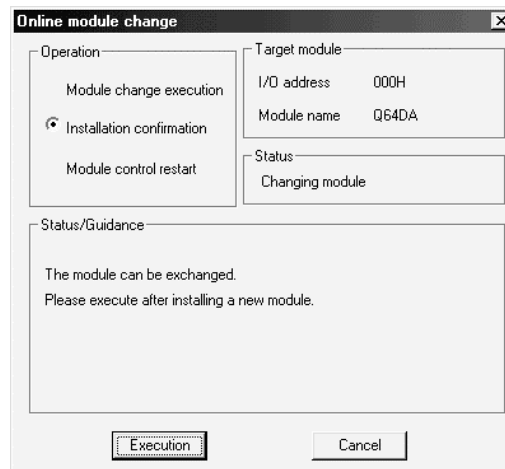 Online module change
Operation
Module change execution
Installation confirmation
Module control restart
Target module
I/O address 000H
Module name Q64DA
Status
Changing module
Status/Guidance
The module can be exchanged.
Please execute after installing a new module.
Execution
Cancel